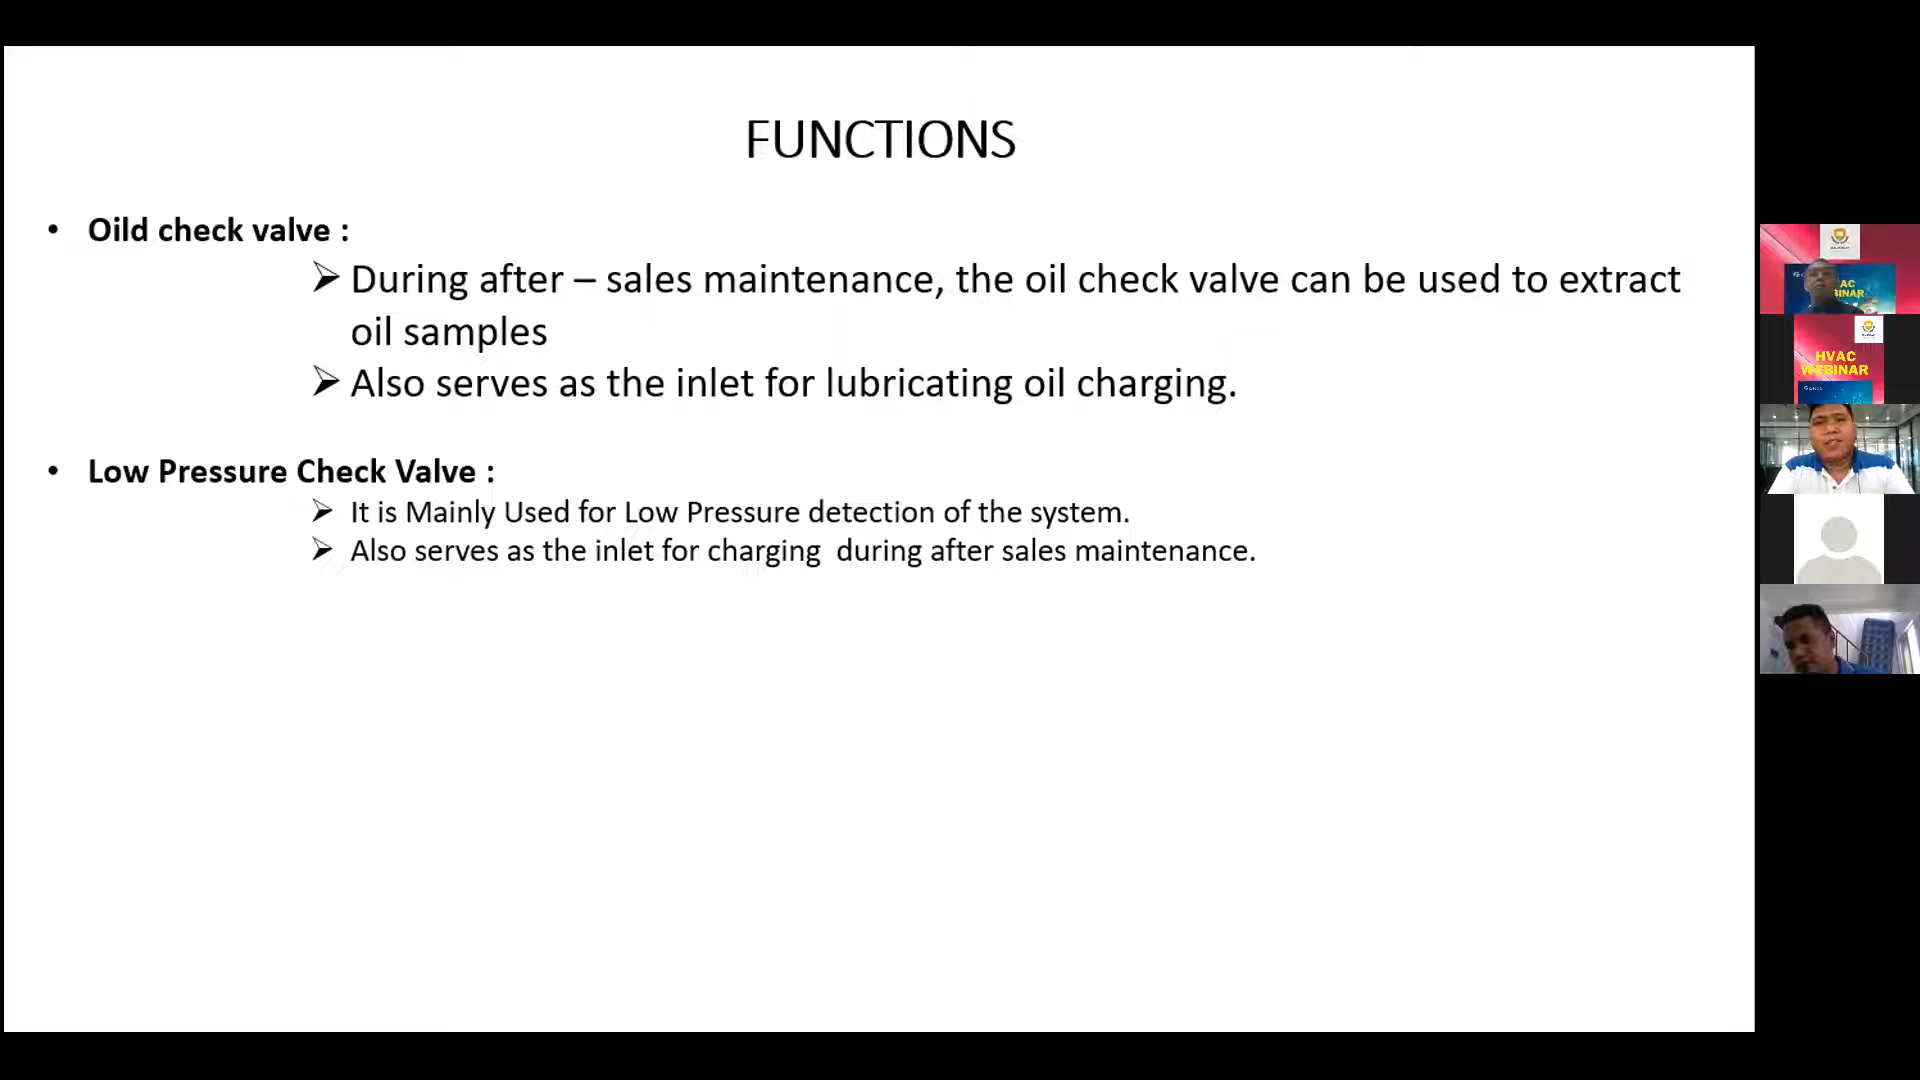 FUNCTIONS
• Oild check valve :
➢ During after – sales maintenance, the oil check valve can be used to extract
oil samples
➢ Also serves as the inlet for lubricating oil charging.
• Low Pressure Check Valve :
➢ It is Mainly Used for Low Pressure detection of the system.
➢ Also serves as the inlet for charging  during after sales maintenance.
AC
INAR
HVAC
WEBINAR